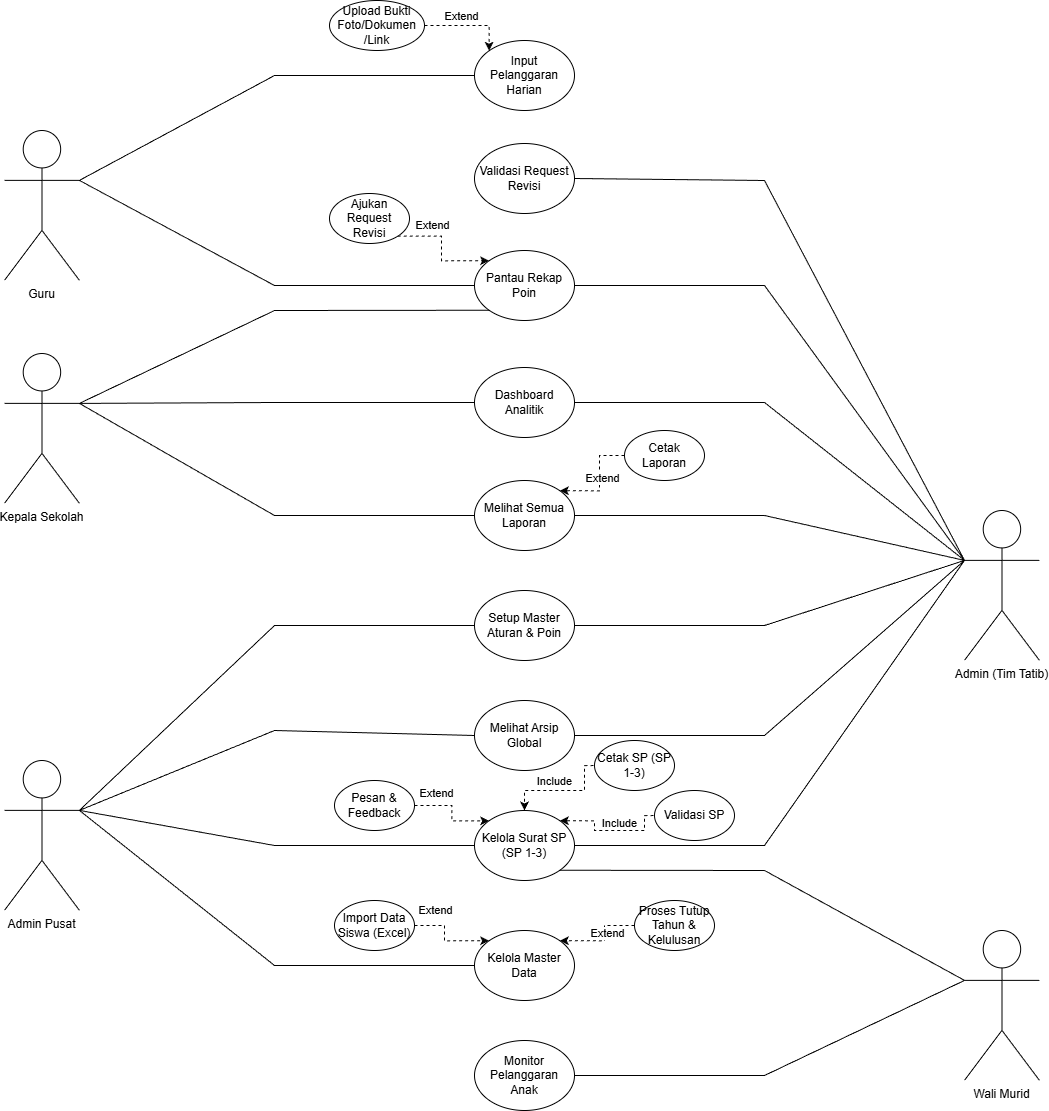 Upload Bukti
Foto/Dokumen
/Link
Extend
Input
Pelanggaran
Harian
Validasi Request
Revisi
Ajukan
Request
Revisi
Extend
Pantau Rekap
Poin
Guru
Dashboard
Analitik
Cetak
Laporan
Extend
Melihat Semua
Laporan
Kepala Sekolah
Setup Master
Aturan & Poin
Admin (Tim Tatib)
Melihat Arsip
Global
Cetak SP (SP
1-3)
Include
Pesan &
Feedback
Extend
Validasi SP
Include
Kelola Surat SP
(SP 1-3)
Admin Pusat
Import Data
Siswa (Excel)
Extend
Proses Tutup
Tahun &
Kelulusan
Extend
Kelola Master
Data
Monitor
Pelanggaran
Anak
Wali Murid